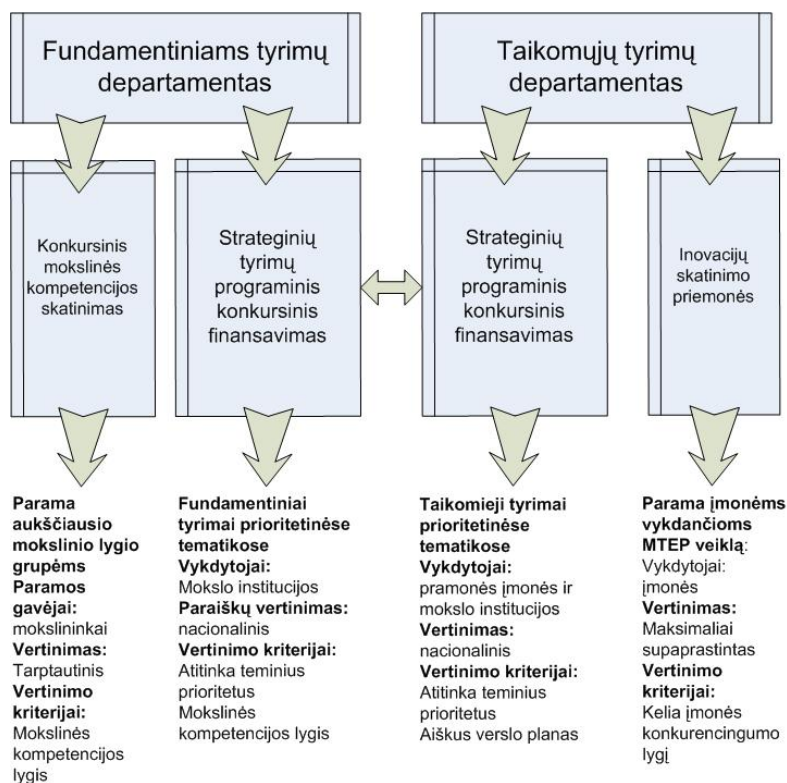 Fundamentiniams tyrimų
departamentas
Taikomųjų tyrimų
departamentas
Konkursinis
mokslinės
kompetencijos
skatinimas
Strateginių
tyrimų
programinis
konkursinis
finansavimas
Strateginių
tyrimų
programinis
konkursinis
finansavimas
Inovacijų
skatinimo
priemonės
Parama
aukščiausio
mokslinio lygio
grupėms
Paramos
gavėjai:
mokslininkai
Vertinimas:
Tarptautinis
Vertinimo
kriterijai:
Mokslinės
kompetencijos
lygis
Fundamentiniai
tyrimai prioritetinėse
tematikose
Vykdytojai:
Mokslo institucijos
Paraiškų vertinimas:
nacionalinis
Vertinimo kriterijai:
Atitinka teminius
prioritetus
Mokslinės
kompetencijos lygis
Taikomieji tyrimai
prioritetinėse
tematikose
Vykdytojai:
pramonės įmonės ir
mokslo institucijos
Vertinimas:
nacionalinis
Vertinimo kriterijai:
Atitinka teminius
prioritetus
Aiškus verslo planas
Parama įmonėms
vykdančioms
MTEP veiklą:
Vykdytojai:
įmonės
Vertinimas:
Maksimaliai
supaprastintas
Vertinimo
kriterijai:
Kelia įmonės
konkurencingumo
lygį